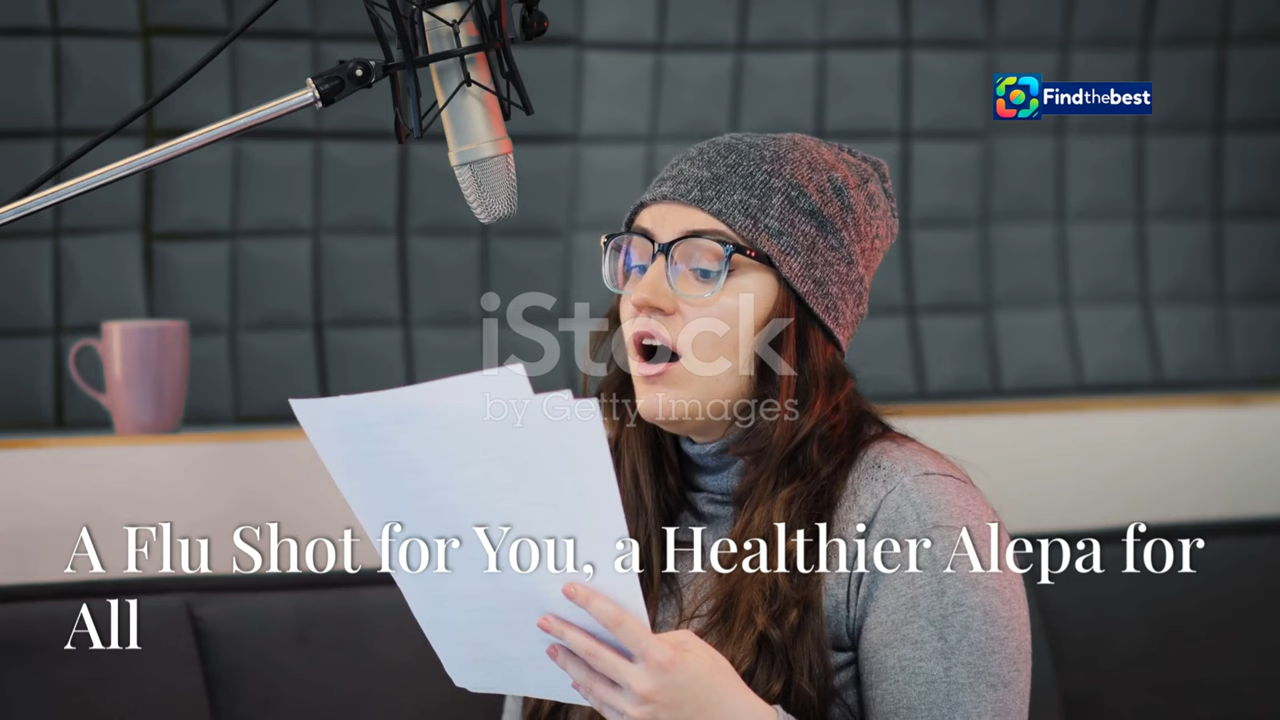 Findthebest
iStock
by Getty Images
A Flu Shot for You, a Healthier Alepa for
All